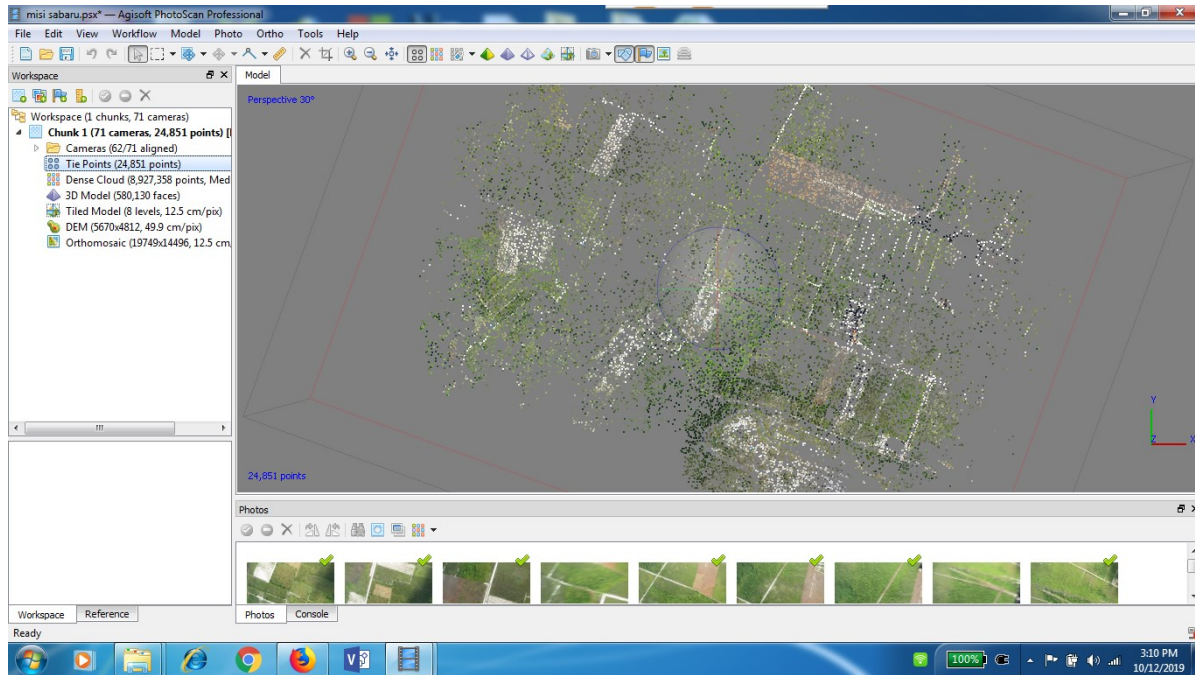 misi sabaru.psx* — Agisoft PhotoScan Professional
File Edit View Workflow Model Photo Ortho Tools Help
Workspace
Model
Workspace (1 chunks, 71 cameras)
Chunk 1 (71 cameras, 24,851 points) [
Cameras (62/71 aligned)
Tie Points (24,851 points)
Dense Cloud (8,927,358 points, Med
3D Model (580,130 faces)
Tiled Model (8 levels, 12.5 cm/pix)
DEM (5670x4812, 49.9 cm/pix)
Orthomosaic (19749x14496, 12.5 cm
Perspective 30°
Y
Z X
24,851 points
Photos
Workspace Reference
Photos Console
Ready
100%
3:10 PM
10/12/2019